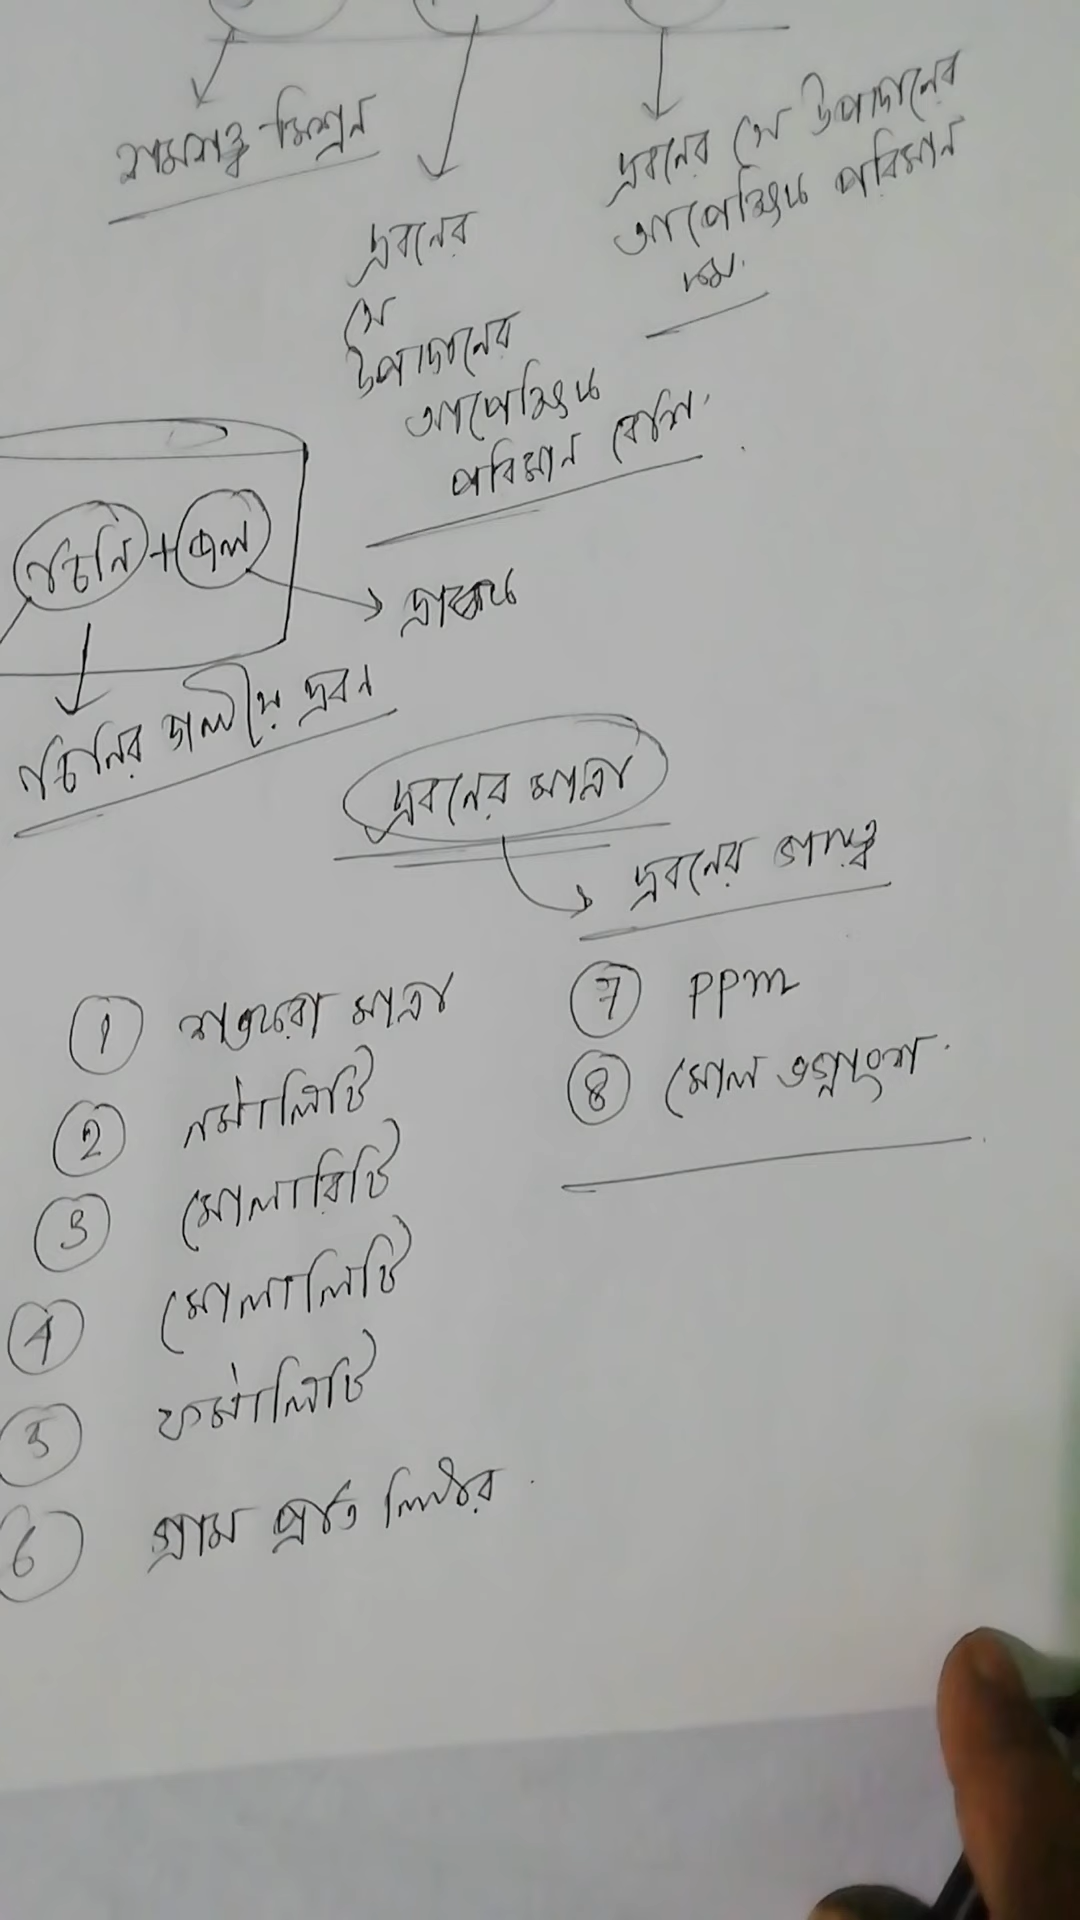 সমসত্ত্ব মিশ্রন
দ্রবনের
যে
উপাদানের
আপেক্ষিক
পরিমান বেশি.
দ্রবনের যে উপাদানের
আপেক্ষিক পরিমান
কম.
চিনি + জল
দ্রাবক
চিনির জলীয় দ্রবন
দ্রবনের মাত্রা
দ্রবনের গাঢ়ত্ব
1 শতকরা মাত্রা
2 নর্মালিটি
3 মোলারিটি
4 মোলালিটি
5 ফর্মালিটি
6 গ্রাম প্রতি লিটার.
7 ppm
8 মোল ভগ্নাংশ.